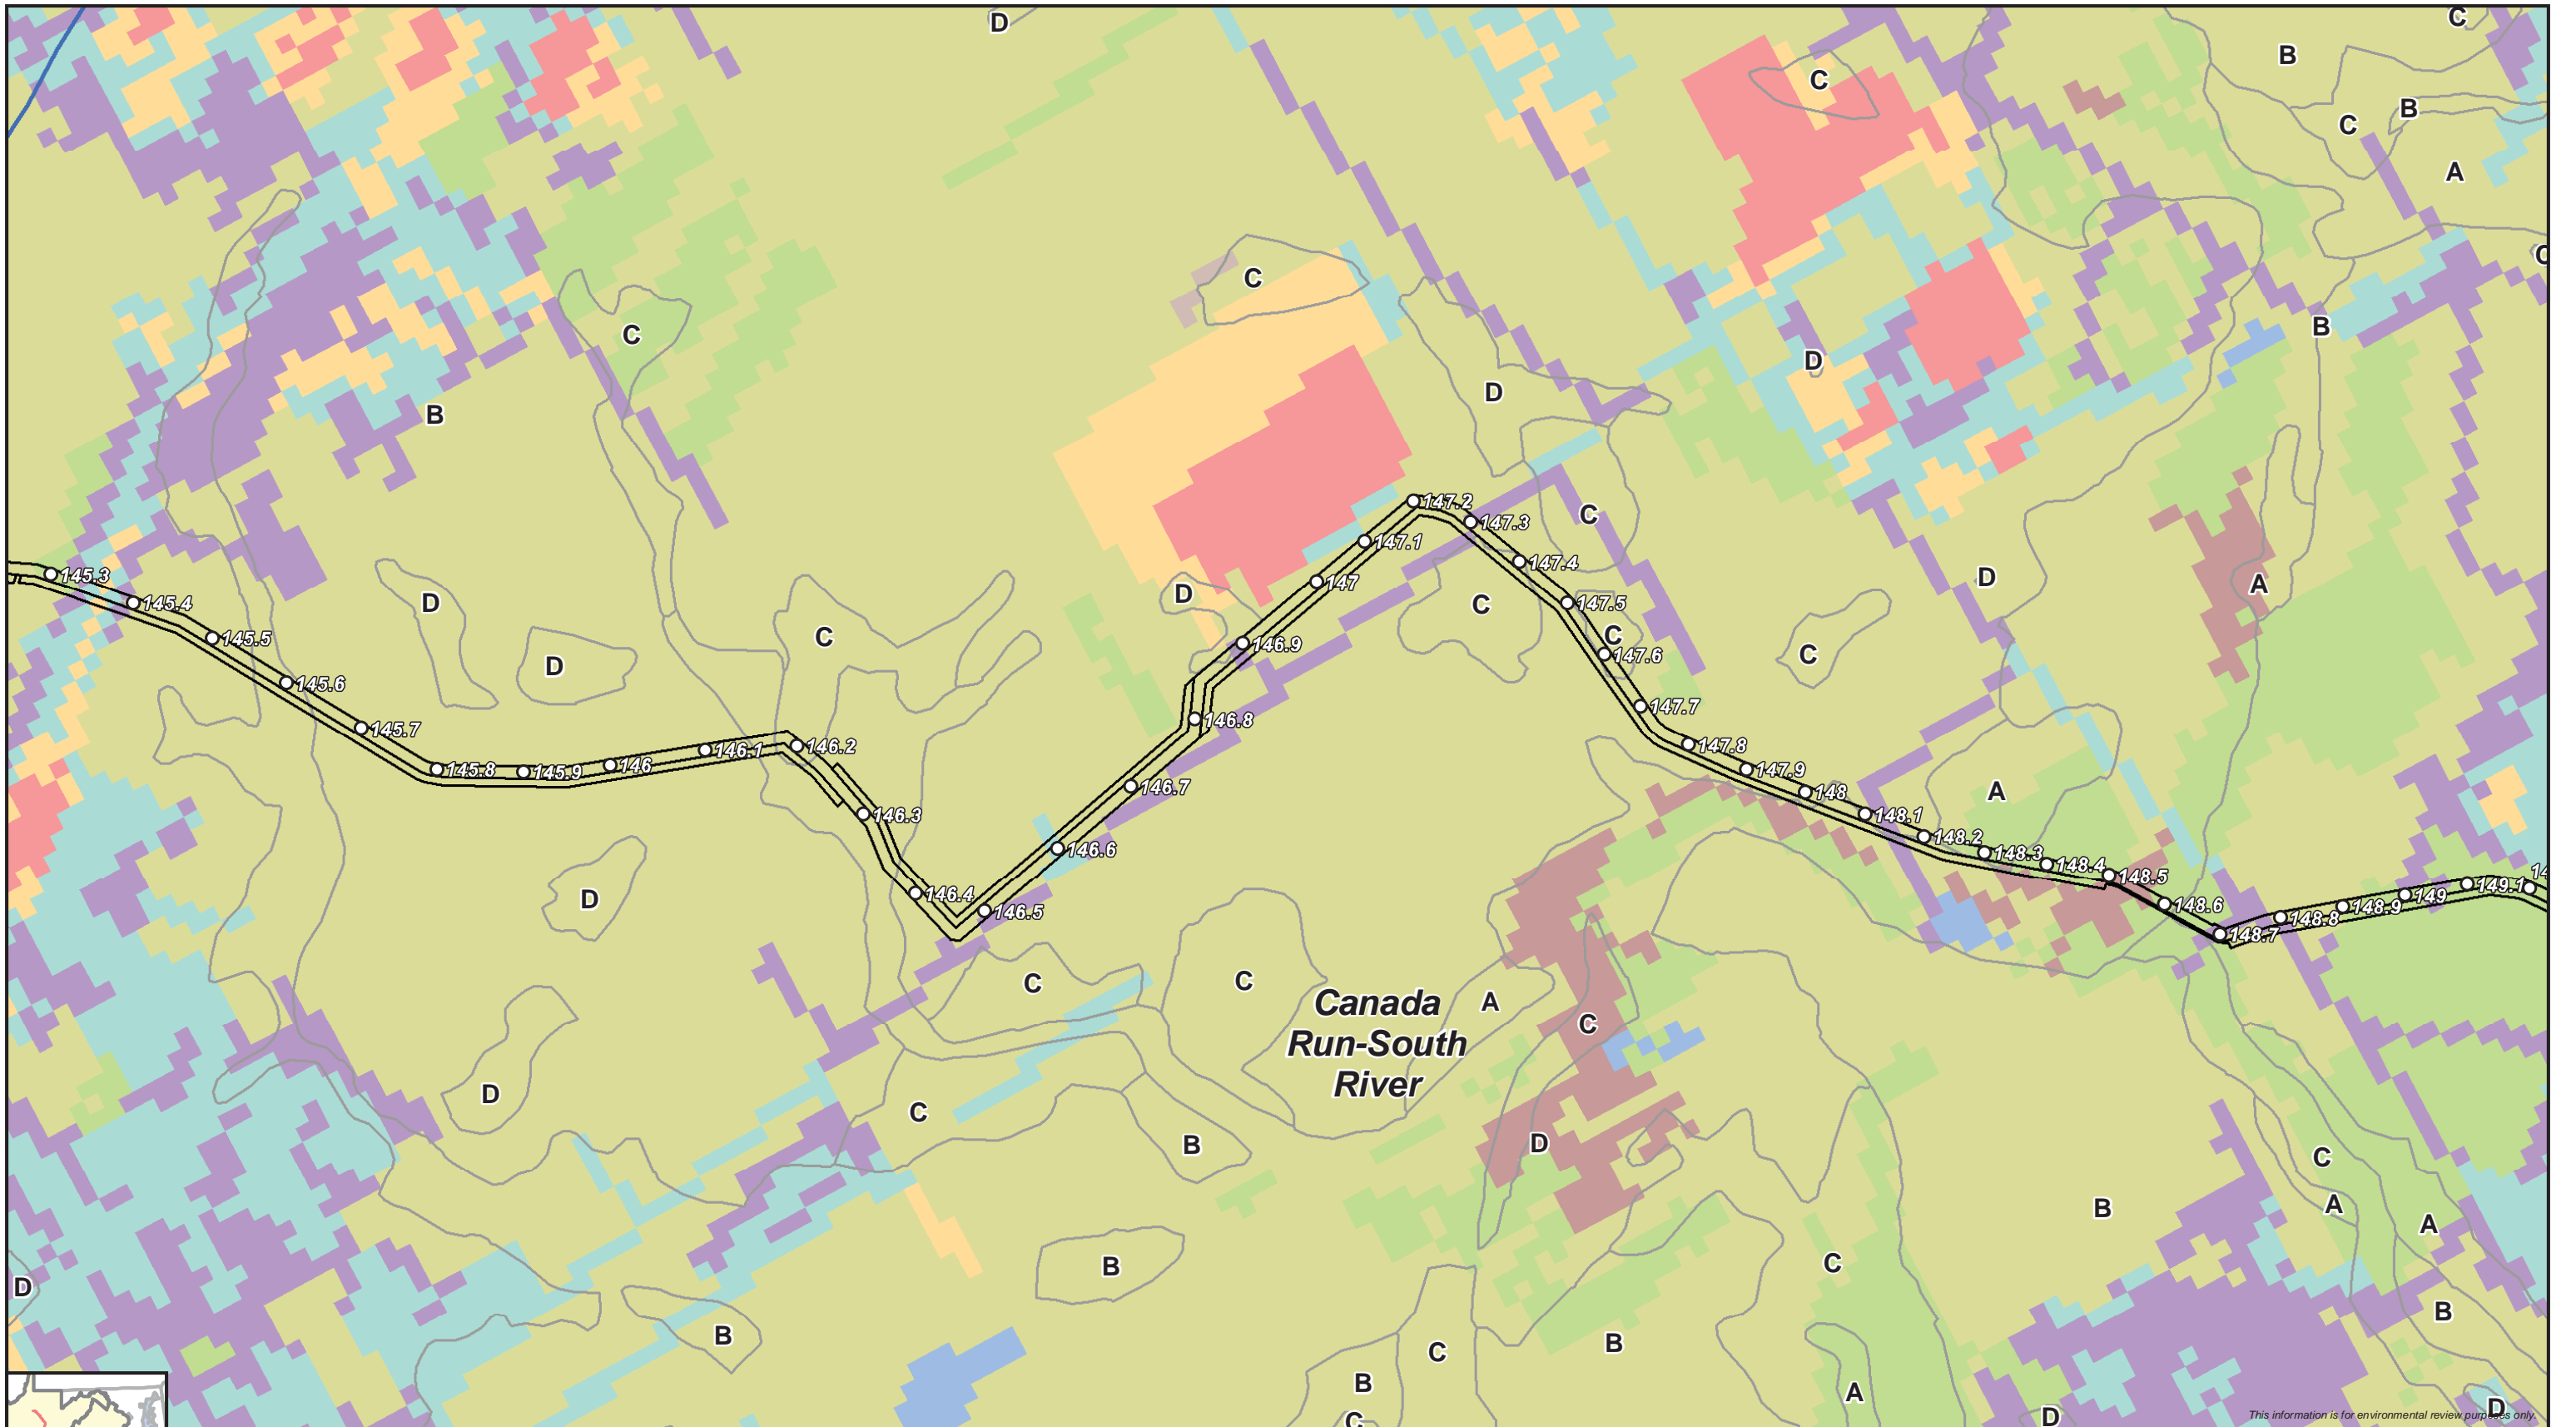 D
C
B
C
B
C
A
C
C
B
C
D
D
B
C
147.2
147.3
C
D
147.1
147.4
145.3
D
A
147
D
145.4
D
C
147.5
C
C
145.5
146.9
147.6
D
C
145.6
147.7
146.8
145.7
146.1
146.2
147.8
145.8
145.9
146
147.9
146.7
148
A
146.3
148.1
148.2
146.6
148.3
148.4
148.5
14
146.4
149.1
D
149
148.6
148.9
146.5
148.8
148.7
C
C
Canada
Run-South
River
A
C
D
C
B
D
C
A
B
A
B
C
D
B
B
B
C
B
A
C
D
D
This information is for environmental review purposes only.